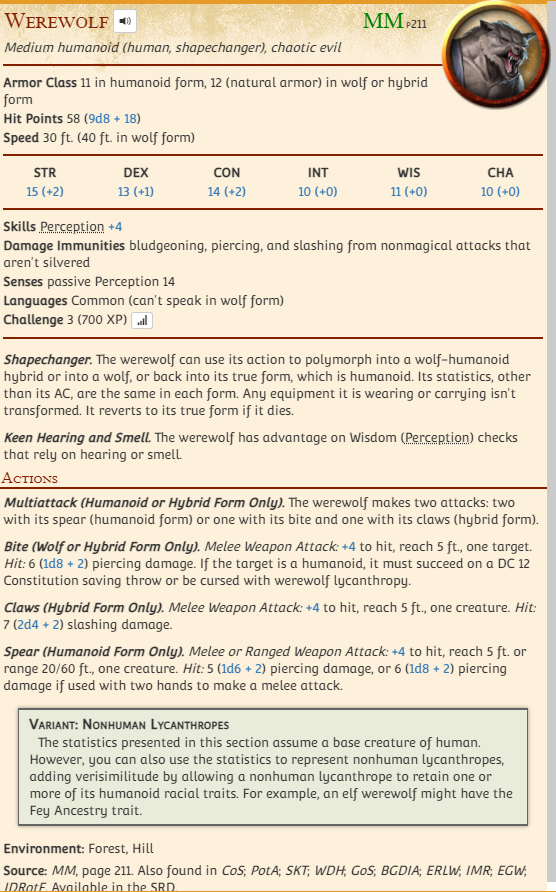 Werewolf MM p211
Medium humanoid (human, shapechanger), chaotic evil
Armor Class 11 in humanoid form, 12 (natural armor) in wolf or hybrid
form
Hit Points 58 (9d8 + 18)
Speed 30 ft. (40 ft. in wolf form)
STR DEX CON INT WIS CHA
15 (+2) 13 (+1) 14 (+2) 10 (+0) 11 (+0) 10 (+0)
Skills Perception +4
Damage Immunities bludgeoning, piercing, and slashing from nonmagical attacks that
aren't silvered
Senses passive Perception 14
Languages Common (can't speak in wolf form)
Challenge 3 (700 XP)
Shapechanger. The werewolf can use its action to polymorph into a wolf-humanoid
hybrid or into a wolf, or back into its true form, which is humanoid. Its statistics, other
than its AC, are the same in each form. Any equipment it is wearing or carrying isn't
transformed. It reverts to its true form if it dies.
Keen Hearing and Smell. The werewolf has advantage on Wisdom (Perception) checks
that rely on hearing or smell.
Actions
Multiattack (Humanoid or Hybrid Form Only). The werewolf makes two attacks: two
with its spear (humanoid form) or one with its bite and one with its claws (hybrid form).
Bite (Wolf or Hybrid Form Only). Melee Weapon Attack: +4 to hit, reach 5 ft., one target.
Hit: 6 (1d8 + 2) piercing damage. If the target is a humanoid, it must succeed on a DC 12
Constitution saving throw or be cursed with werewolf lycanthropy.
Claws (Hybrid Form Only). Melee Weapon Attack: +4 to hit, reach 5 ft., one creature. Hit:
7 (2d4 + 2) slashing damage.
Spear (Humanoid Form Only). Melee or Ranged Weapon Attack: +4 to hit, reach 5 ft. or
range 20/60 ft., one creature. Hit: 5 (1d6 + 2) piercing damage, or 6 (1d8 + 2) piercing
damage if used with two hands to make a melee attack.
Variant: Nonhuman Lycanthropes
The statistics presented in this section assume a base creature of human.
However, you can also use the statistics to represent nonhuman lycanthropes,
adding verisimilitude by allowing a nonhuman lycanthrope to retain one or
more of its humanoid racial traits. For example, an elf werewolf might have the
Fey Ancestry trait.
Environment: Forest, Hill
Source: MM, page 211. Also found in CoS; PotA; SKT; WDH; GoS; BGDIA; ERLW; IMR; EGW;
IDRotF. Available in the SRD.